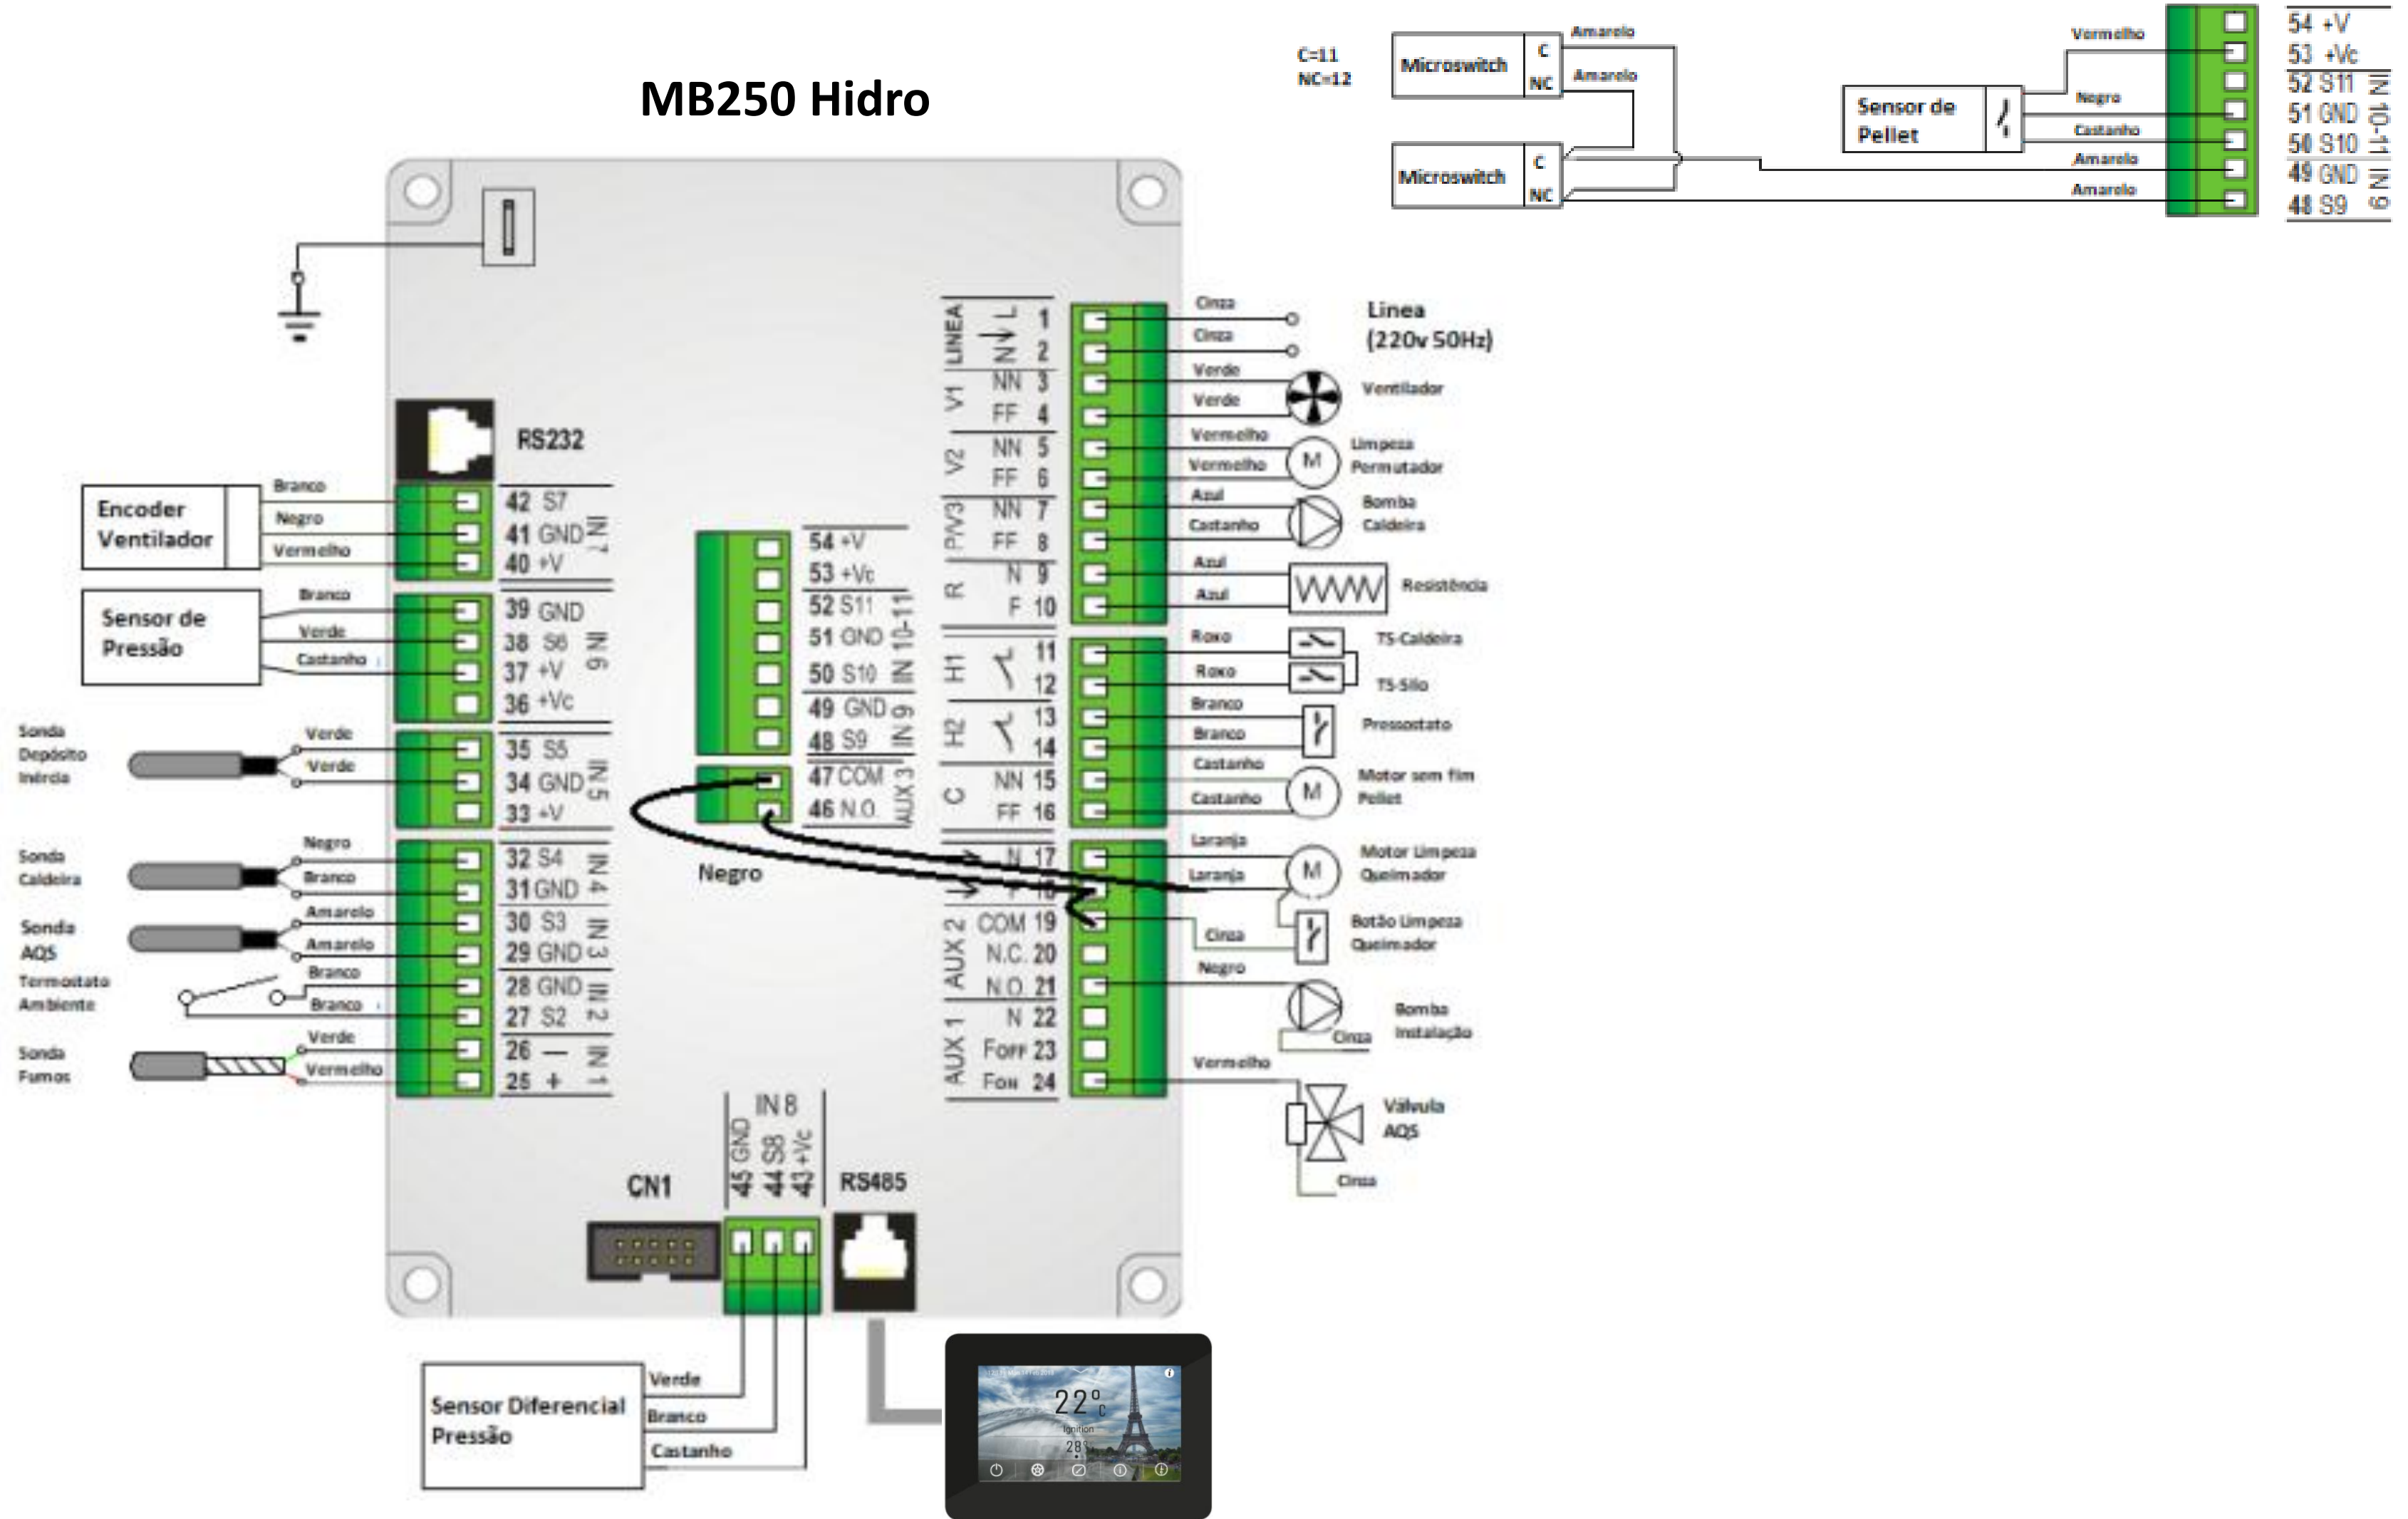 MB250 Hidro
C=11
NC=12
Microswitch
C
NC
Amarelo
Amarelo
Microswitch
C
NC
Sensor de
Pellet
Vermelho
Negro
Castanho
Amarelo
Amarelo
54 +V
53 +Vc
52 S11
51 GND
50 S10
IN 10-11
49 GND
48 S9
IN 9
RS232
Encoder
Ventilador
Branco
Negro
Vermelho
42 S7
41 GND
40 +V
IN 7
Sensor de
Pressão
Branco
Verde
Castanho
39 GND
38 S6
37 +V
36 +Vc
IN 6
Sonda
Depósito
Inércia
Verde
Verde
35 S5
34 GND
33 +V
IN 5
Sonda
Caldeira
Negro
Branco
32 S4
31 GND
IN 4
Sonda
AQS
Amarelo
Amarelo
30 S3
29 GND
IN 3
Termostato
Ambiente
Branco
Branco
28 GND
27 S2
IN 2
Sonda
Fumos
Verde
Vermelho
26 —
25 +
IN 1
54 +V
53 +Vc
52 S11
51 GND
50 S10
IN 10-11
49 GND
48 S9
IN 9
47 COM
46 N.O.
AUX 3
Negro
LINEA
L 1
N 2
V1
NN 3
FF 4
V2
NN 5
FF 6
P/V3
NN 7
FF 8
R
N 9
F 10
H1
11
12
H2
13
14
C
NN 15
FF 16
N 17
AUX 2
COM 19
N.C. 20
N.O. 21
AUX 1
N 22
FOFF 23
FON 24
Cinza
Cinza
Linea
(220v 50Hz)
Verde
Verde
Ventilador
Vermelho
Vermelho
M
Limpeza
Permutador
Azul
Castanho
Bomba
Caldeira
Azul
Azul
Resistência
Roxo
Roxo
TS-Caldeira
TS-Silo
Branco
Branco
Pressostato
Castanho
Castanho
M
Motor sem fim
Pellet
Laranja
Laranja
M
Motor Limpeza
Queimador
Cinza
Botão Limpeza
Queimador
Negro
Cinza
Bomba
Instalação
Vermelho
Válvula
AQS
Cinza
CN1
IN 8
45 GND
44 S8
43 +Vc
RS485
Sensor Diferencial
Pressão
Verde
Branco
Castanho
22°C
Ignition
28°